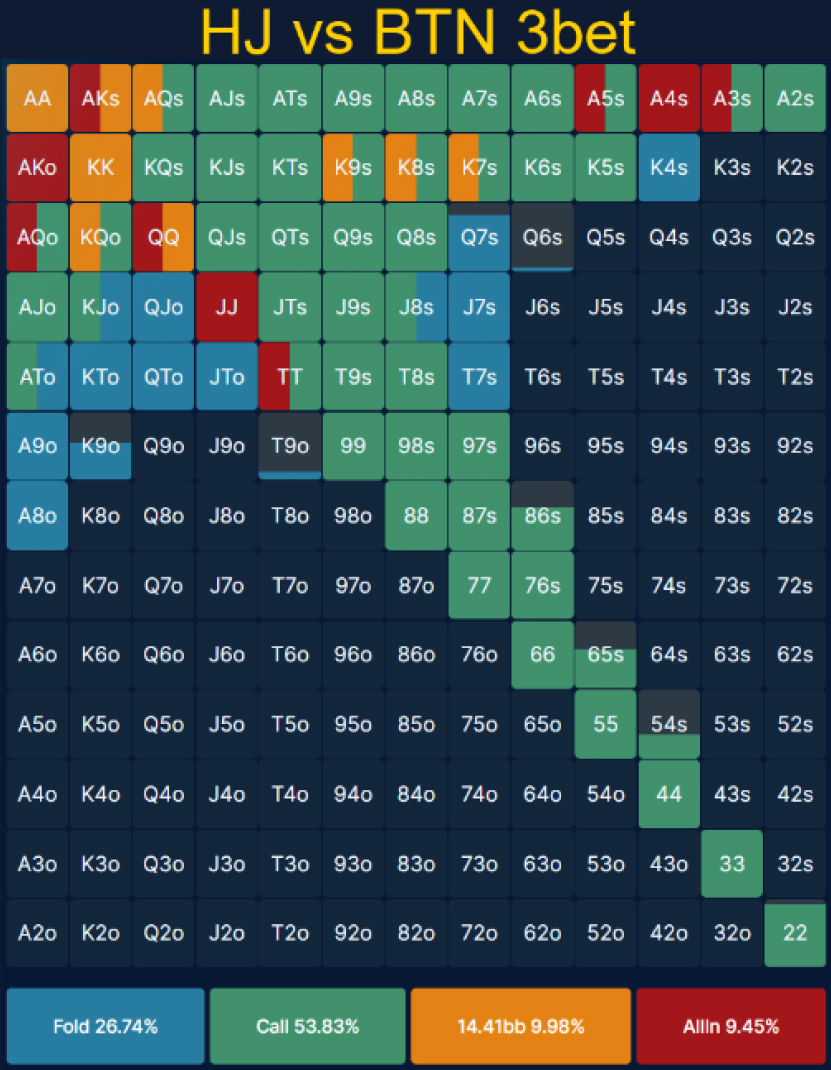 HJ vs BTN 3bet
AA AKs AQs AJs ATs A9s A8s A7s A6s A5s A4s A3s A2s
AKo KK KQs KJs KTs K9s K8s K7s K6s K5s K4s K3s K2s
AQo KQo QQ QJs QTs Q9s Q8s Q7s Q6s Q5s Q4s Q3s Q2s
AJo KJo QJo JJ JTs J9s J8s J7s J6s J5s J4s J3s J2s
ATo KTo QTo JTo TT T9s T8s T7s T6s T5s T4s T3s T2s
A9o K9o Q9o J9o T9o 99 98s 97s 96s 95s 94s 93s 92s
A8o K8o Q8o J8o T8o 98o 88 87s 86s 85s 84s 83s 82s
A7o K7o Q7o J7o T7o 97o 87o 77 76s 75s 74s 73s 72s
A6o K6o Q6o J6o T6o 96o 86o 76o 66 65s 64s 63s 62s
A5o K5o Q5o J5o T5o 95o 85o 75o 65o 55 54s 53s 52s
A4o K4o Q4o J4o T4o 94o 84o 74o 64o 54o 44 43s 42s
A3o K3o Q3o J3o T3o 93o 83o 73o 63o 53o 43o 33 32s
A2o K2o Q2o J2o T2o 92o 82o 72o 62o 52o 42o 32o 22
Fold 26.74% Call 53.83% 14.41bb 9.98% AllIn 9.45%